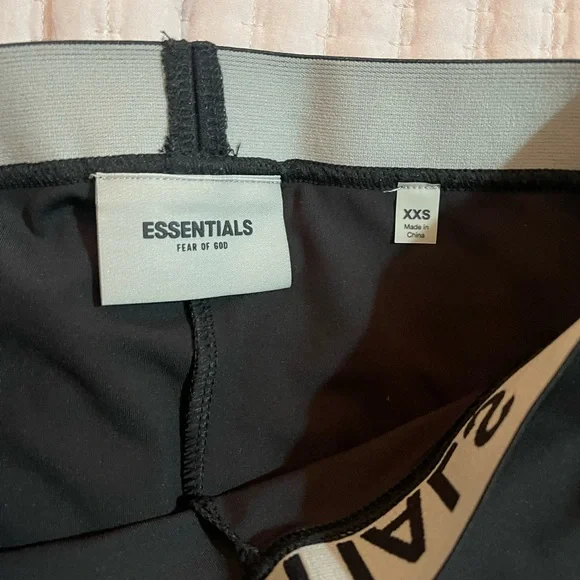 ESSENTIALS
FEAR OF GOD
XXS
Made in
China